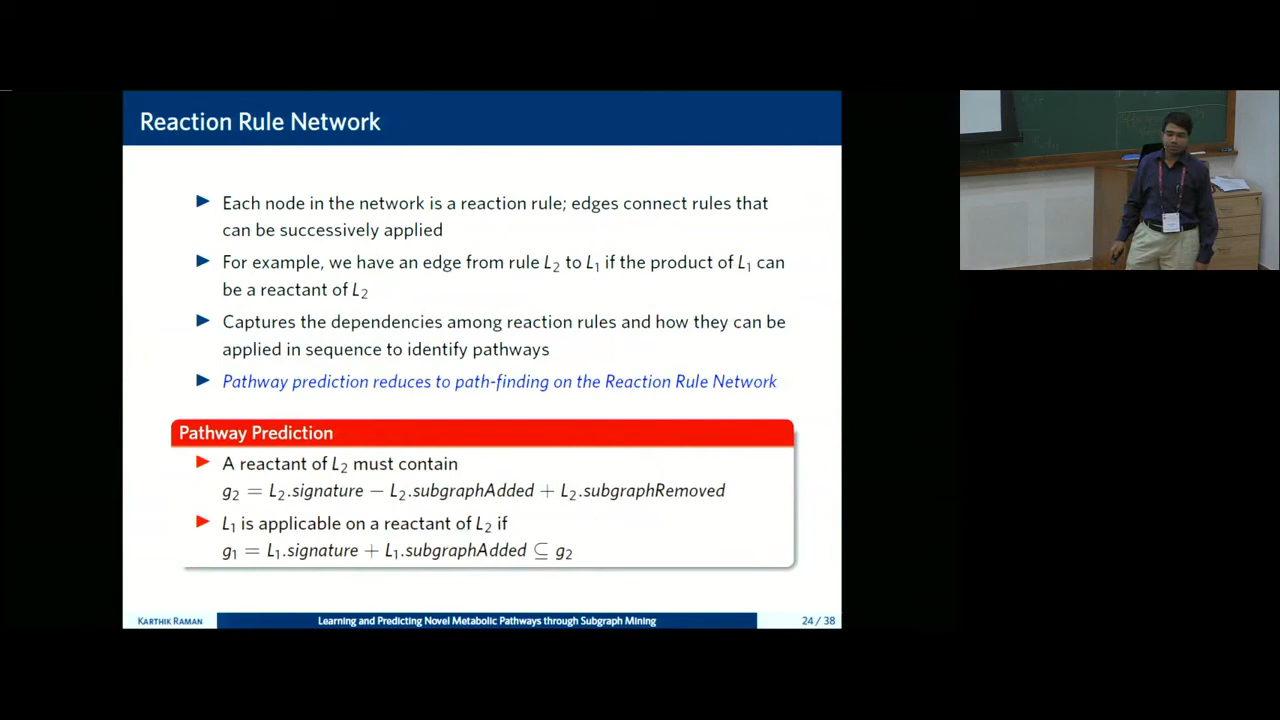 Reaction Rule Network
Each node in the network is a reaction rule; edges connect rules that
can be successively applied
For example, we have an edge from rule L2 to L1 if the product of L1 can
be a reactant of L2
Captures the dependencies among reaction rules and how they can be
applied in sequence to identify pathways
Pathway prediction reduces to path-finding on the Reaction Rule Network
Pathway Prediction
A reactant of L2 must contain
g2 = L2.signature − L2.subgraphAdded + L2.subgraphRemoved
L1 is applicable on a reactant of L2 if
g1 = L1.signature + L1.subgraphAdded ⊆ g2
KARTHIK RAMAN
Learning and Predicting Novel Metabolic Pathways through Subgraph Mining
24 / 38